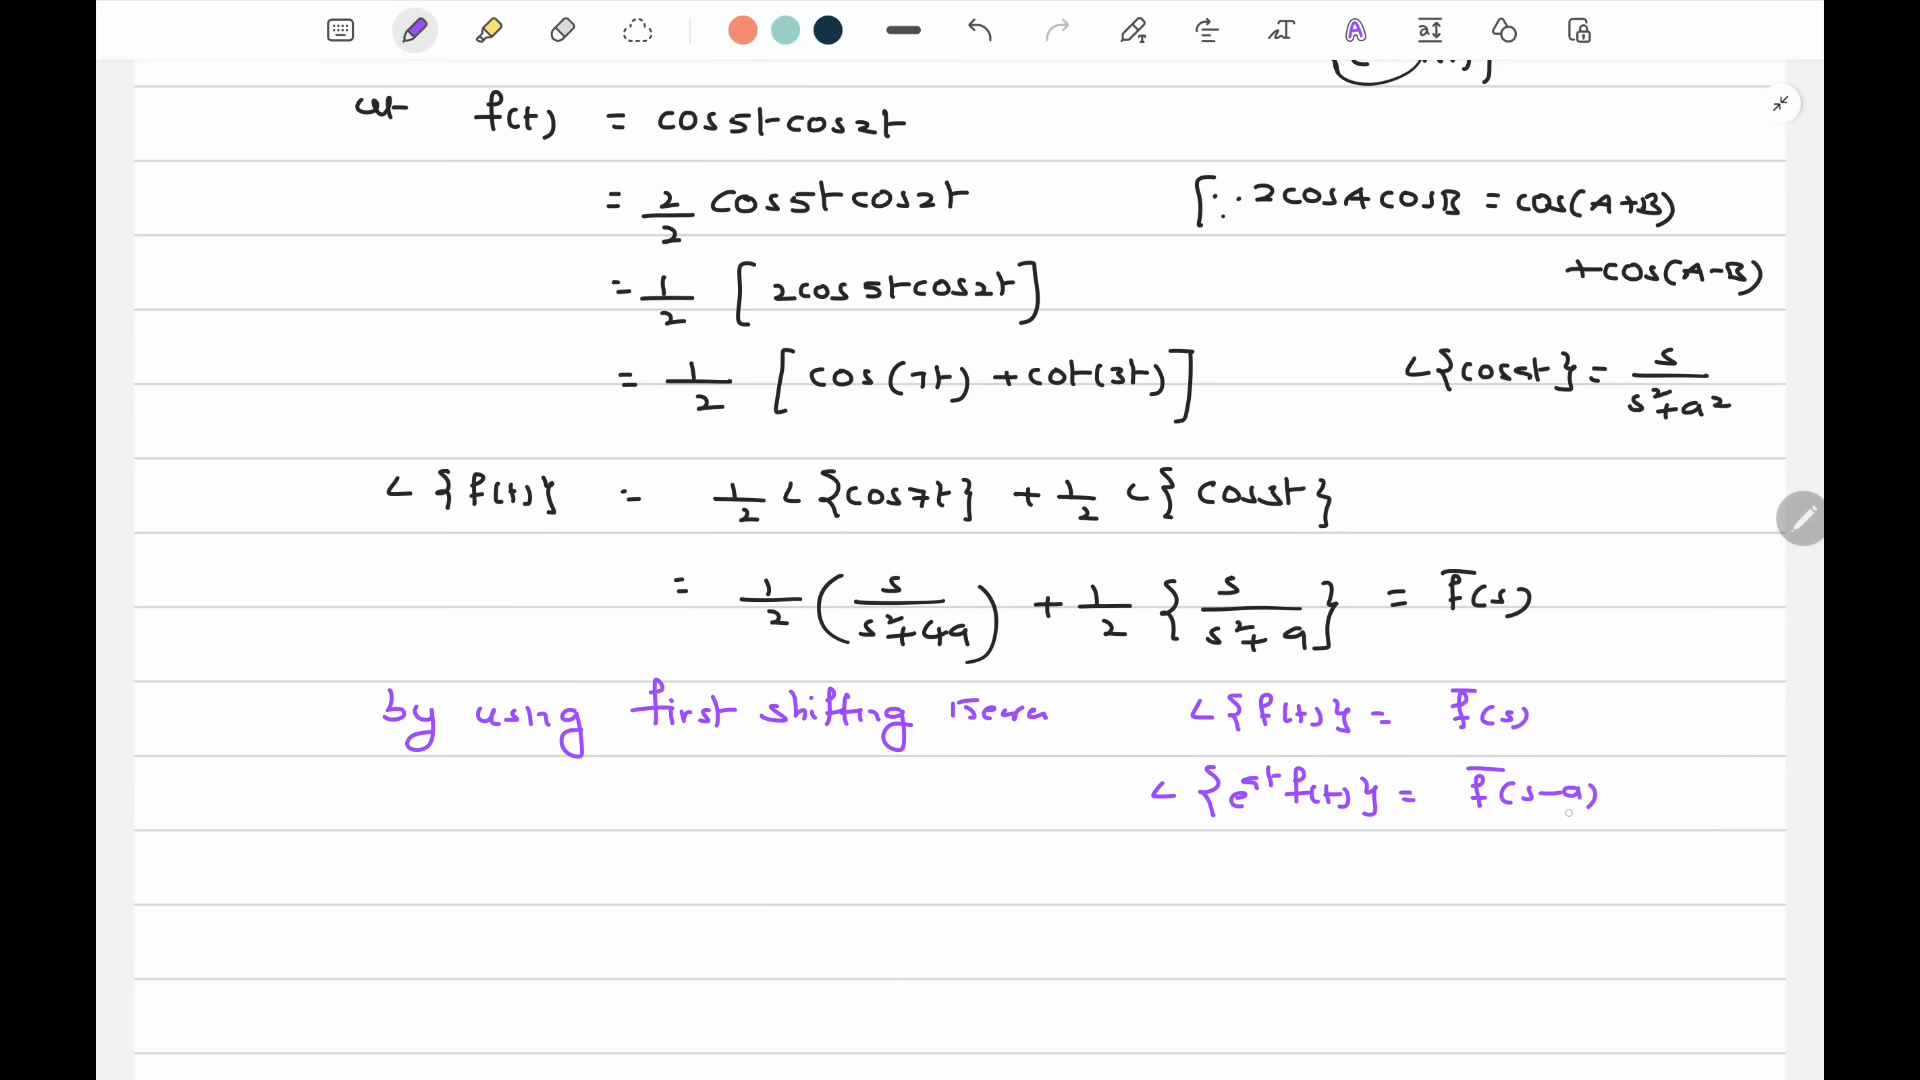 let f(t) = cos5t cos2t
= 2/2 cos5t cos2t [∵ 2cosA cosB = cos(A+B)
= 1/2 [2cos5t cos2t] + cos(A-B)
= 1/2 [cos(7t) + cot(3t)] L{cosat} = s/(s²+a²)
L{f(t)} = 1/2 L{cos7t} + 1/2 L{cos3t}
= 1/2 (s/(s²+49)) + 1/2 {s/(s²+9)} = f̅(s)
by using first shifting L{f(t)} = f̅(s)
L{e^at f(t)} = f̅(s-a)